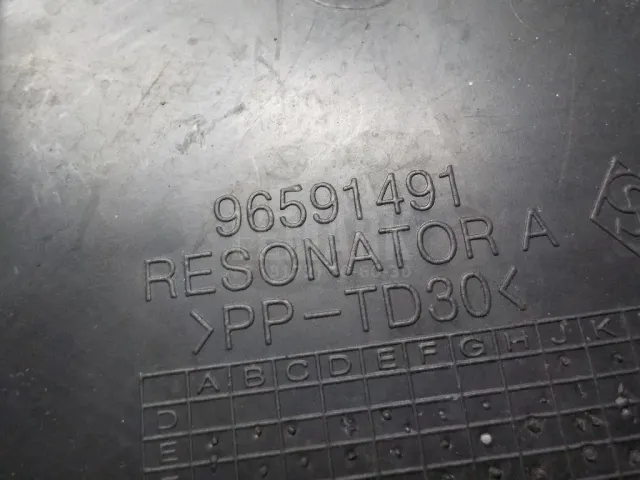 96591491
RESONATOR A
>PP-TD30<
A B C D E F G H J K
D
E